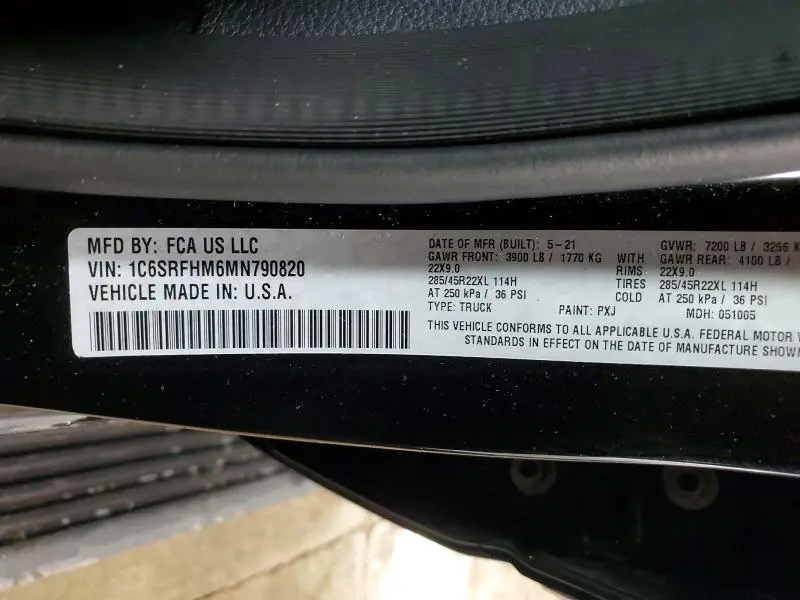 MFD BY: FCA US LLC
VIN: 1C6SRFHM6MN790820
VEHICLE MADE IN: U.S.A.
DATE OF MFR (BUILT): 5-21 GVWR: 7200 LB / 3266 K
GAWR FRONT: 3900 LB / 1770 KG WITH GAWR REAR: 4100 LB /
22X9.0 RIMS 22X9.0
285/45R22XL 114H TIRES 285/45R22XL 114H
AT 250 kPa / 36 PSI COLD AT 250 kPa / 36 PSI
TYPE: TRUCK PAINT: PXJ MDH: 051005
THIS VEHICLE CONFORMS TO ALL APPLICABLE U.S.A. FEDERAL MOTOR V
STANDARDS IN EFFECT ON THE DATE OF MANUFACTURE SHOWN